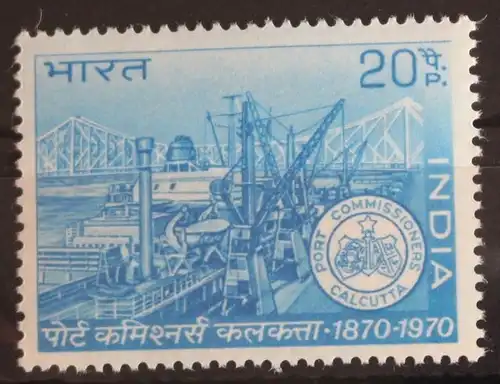 भारत
20 पै.
P.
INDIA
PORT COMMISSIONERS
CALCUTTA
पोर्ट कमिश्नर्स कलकत्ता · 1870-1970